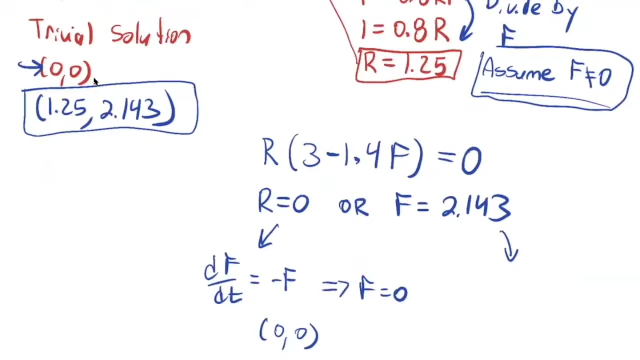 Divide by
F
1 = 0.8 R
R = 1.25
Assume F ≠ 0
Trivial Solution
→(0,0)
(1.25, 2.143)
R(3-1.4F) = 0
R=0 OR F = 2.143
dF/dt = -F ⇒ F=0
(0,0)